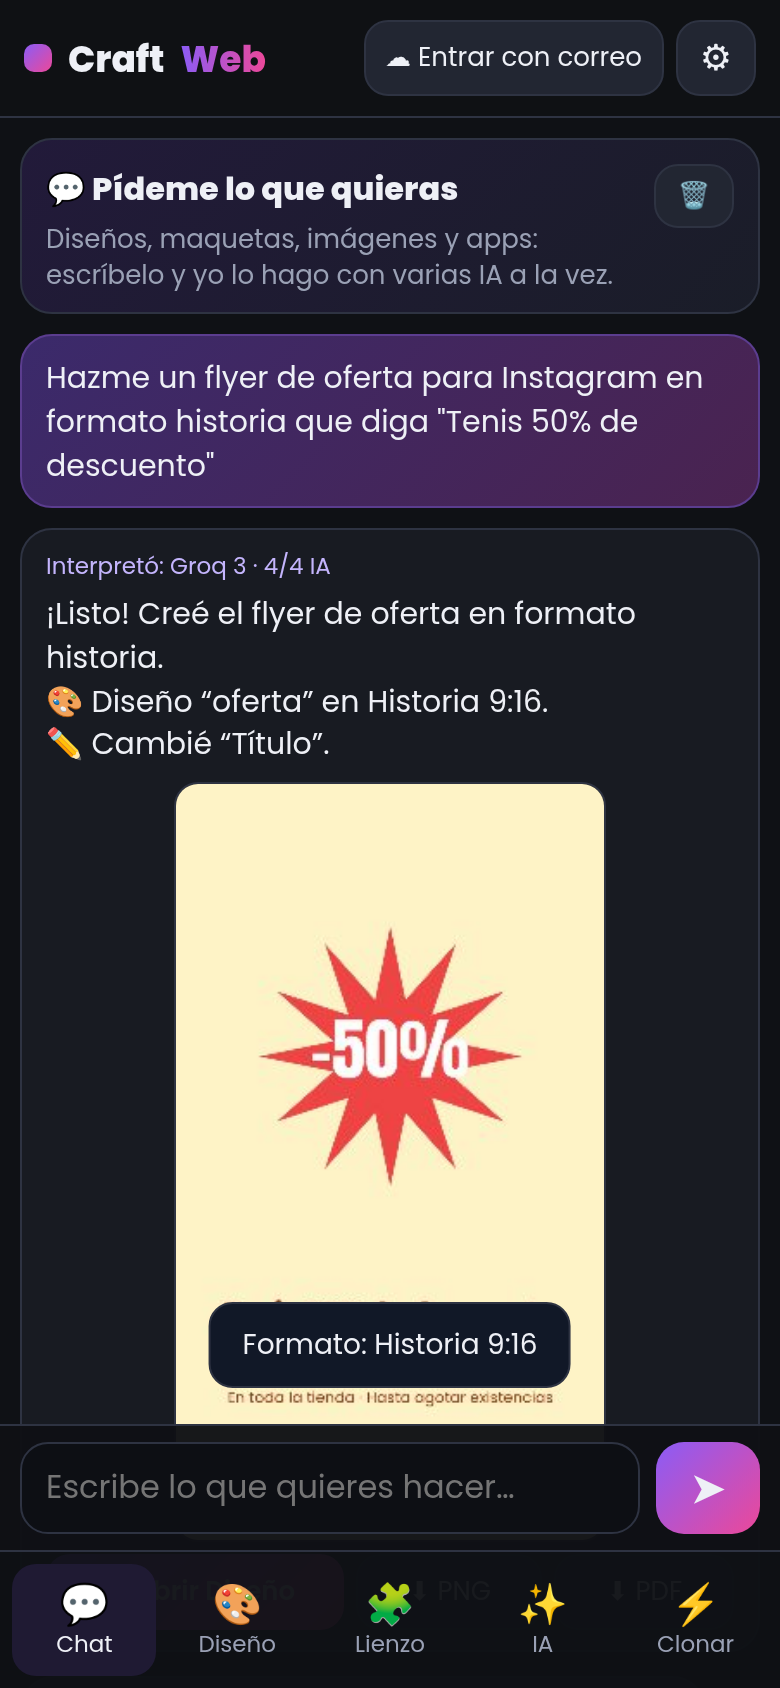 Craft Web
☁ Entrar con correo
💬 Pídeme lo que quieras
Diseños, maquetas, imágenes y apps:
escríbelo y yo lo hago con varias IA a la vez.
Hazme un flyer de oferta para Instagram en
formato historia que diga "Tenis 50% de
descuento"
Interpretó: Groq 3 · 4/4 IA
¡Listo! Creé el flyer de oferta en formato
historia.
🎨 Diseño “oferta” en Historia 9:16.
✏️ Cambié “Título”.
-50%
Formato: Historia 9:16
En toda la tienda · Hasta agotar existencias
Escribe lo que quieres hacer...
PNG
PDF
Chat
Diseño
Lienzo
IA
Clonar